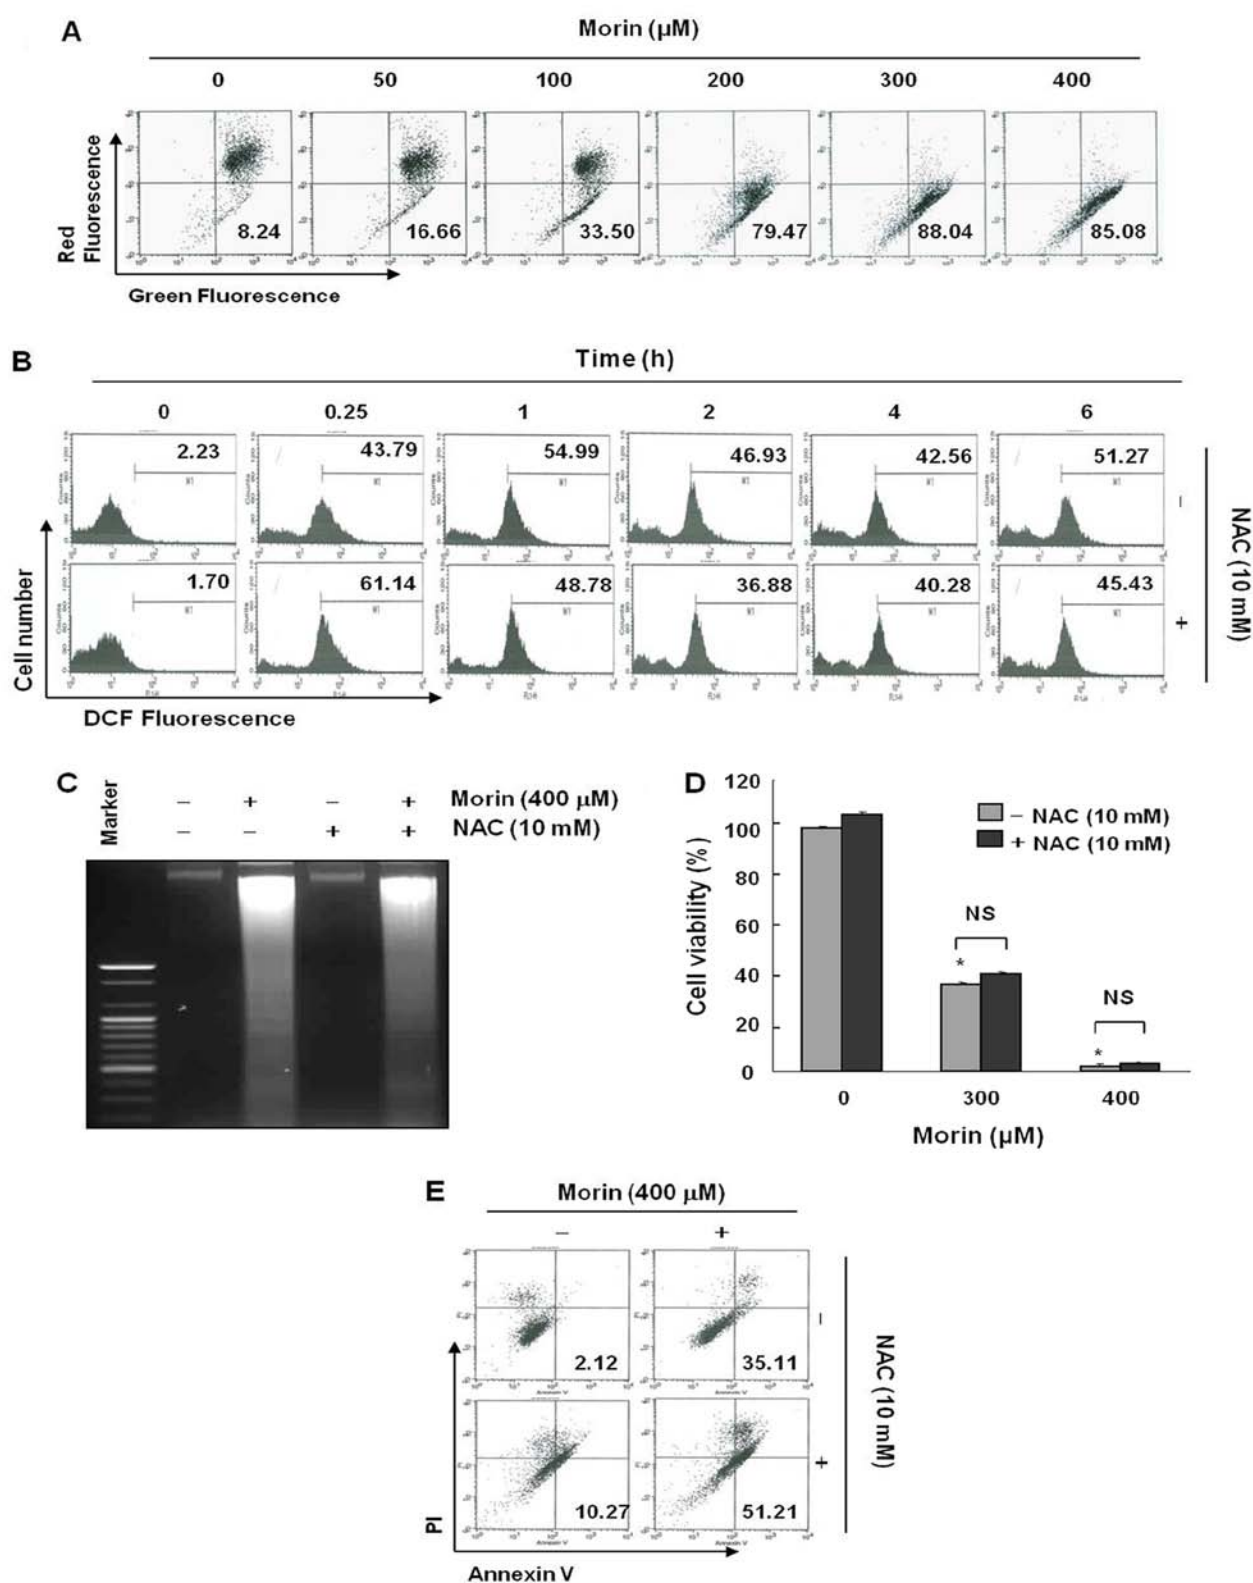 A
Morin (µM)
0 50 100 200 300 400
Red
Fluorescence
8.24 16.66 33.50 79.47 88.04 85.08
Green Fluorescence
B
Time (h)
0 0.25 1 2 4 6
2.23 43.79 54.99 46.93 42.56 51.27
–
1.70 61.14 48.78 36.88 40.28 45.43
+
NAC (10 mM)
Cell number
DCF Fluorescence
C
Marker
– + – + Morin (400 µM)
– – + + NAC (10 mM)
D
Cell viability (%)
120
100
80
60
40
20
0
– NAC (10 mM)
+ NAC (10 mM)
NS
*
NS
*
0 300 400
Morin (µM)
E
Morin (400 µM)
– +
2.12 35.11
–
10.27 51.21
+
NAC (10 mM)
PI
Annexin V